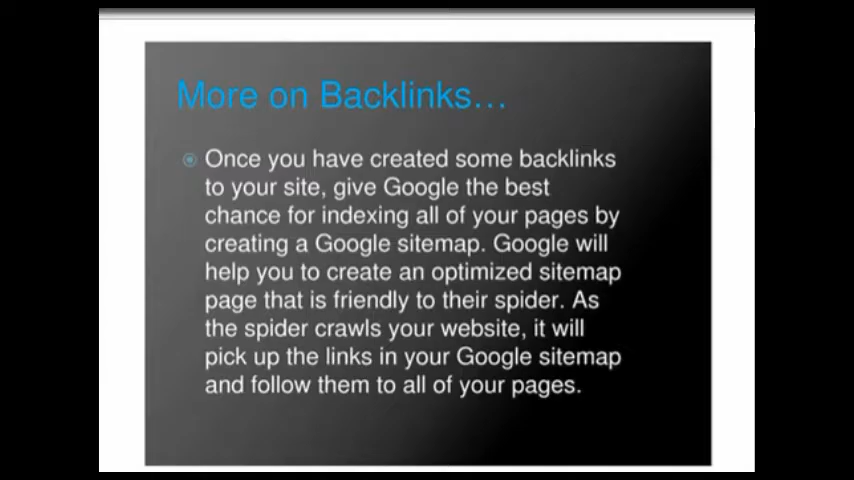 More on Backlinks...
Once you have created some backlinks
to your site, give Google the best
chance for indexing all of your pages by
creating a Google sitemap. Google will
help you to create an optimized sitemap
page that is friendly to their spider. As
the spider crawls your website, it will
pick up the links in your Google sitemap
and follow them to all of your pages.